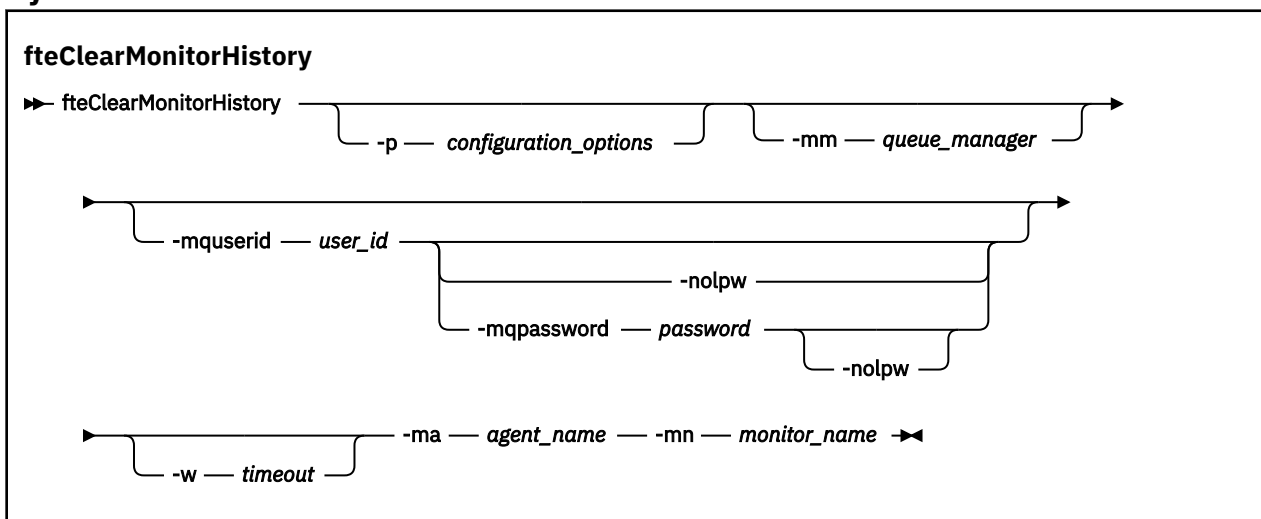 fteClearMonitorHistory
fteClearMonitorHistory
-p configuration_options
-mm queue_manager
-mquserid user_id
-nolpw
-mqpassword password
-nolpw
-ma agent_name -mn monitor_name
-w timeout